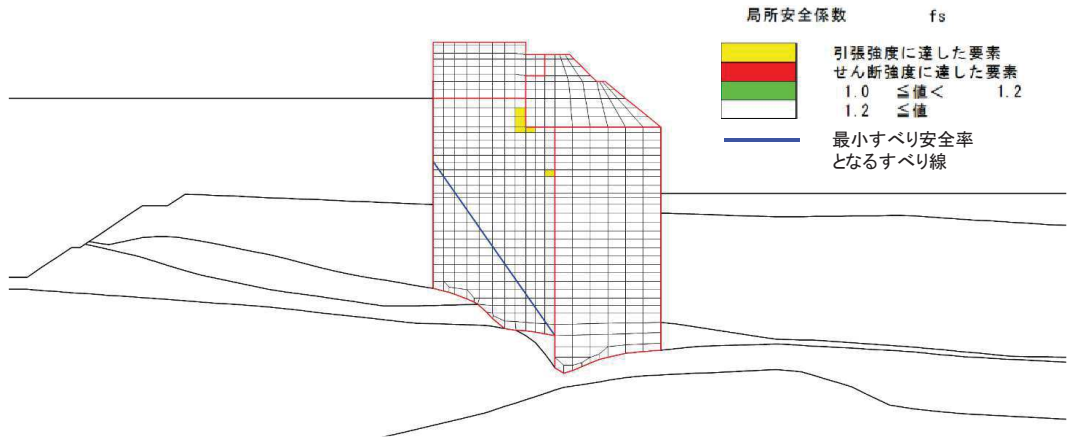 局所安全係数 fs
引張強度に達した要素
せん断強度に達した要素
1.0 ≦値< 1.2
1.2 ≦値
最小すべり安全率
となるすべり線